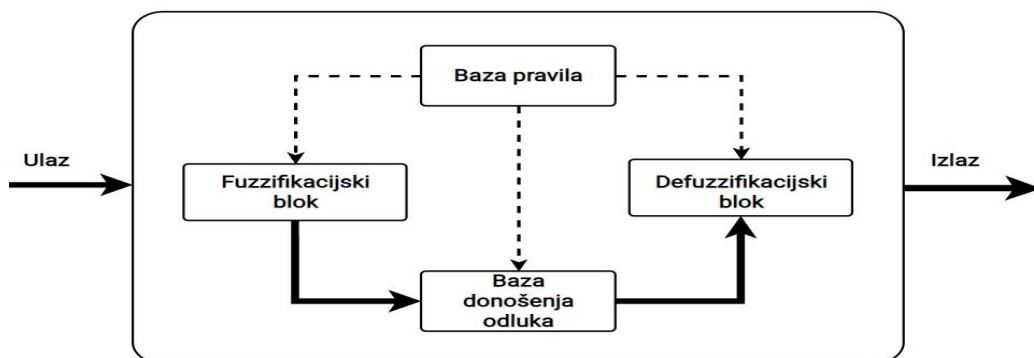 Baza pravila
Ulaz
Fuzzifikacijski
blok
Defuzzifikacijski
blok
Izlaz
Baza
donošenja
odluka